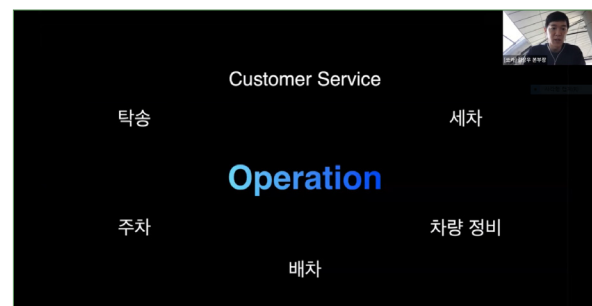 Customer Service
탁송
세차
Operation
주차
차량 정비
배차